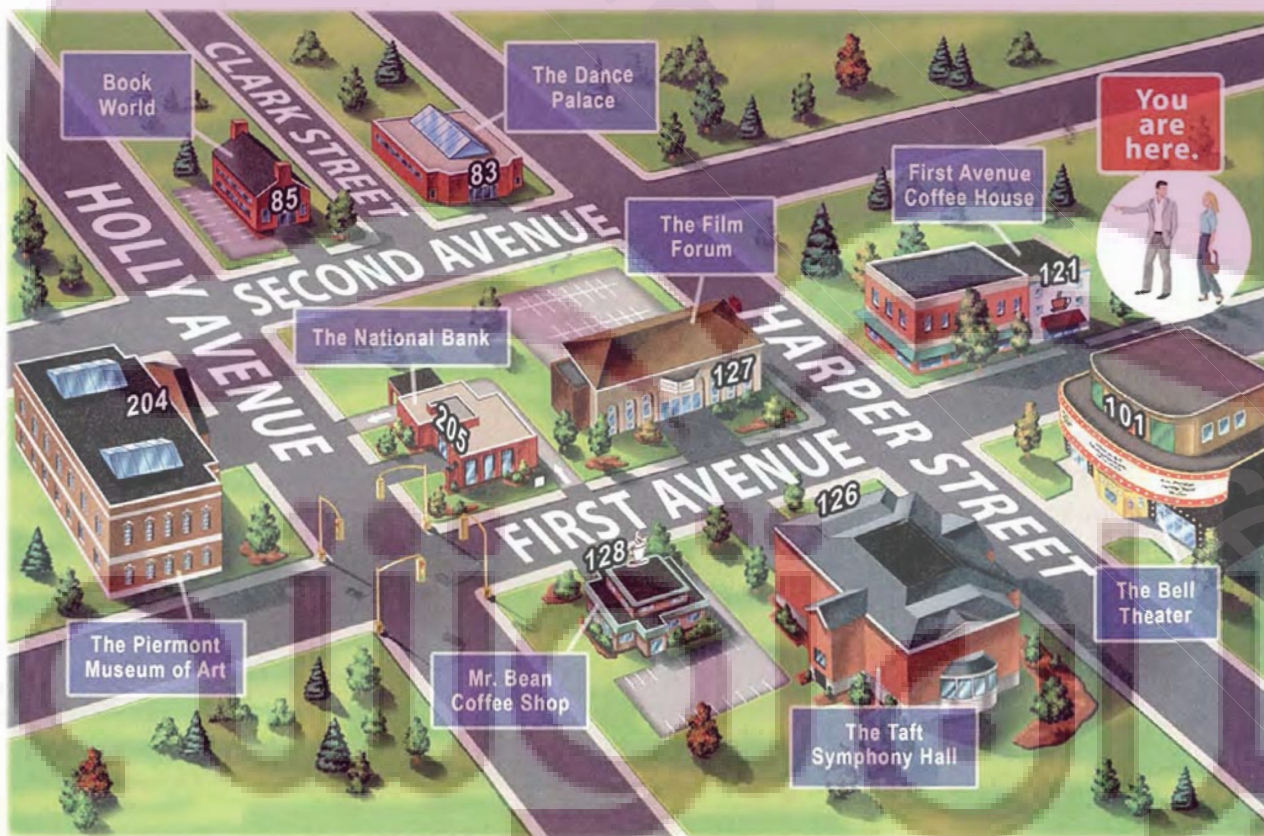 Book
World
CLARK STREET
The Dance
Palace
You
are
here.
First Avenue
Coffee House
85
83
The Film
Forum
121
HOLLY AVENUE
SECOND AVENUE
The National Bank
127
HARPER STREET
101
204
205
FIRST AVENUE
126
128
The Piermont
Museum of Art
Mr. Bean
Coffee Shop
The Taft
Symphony Hall
The Bell
Theater